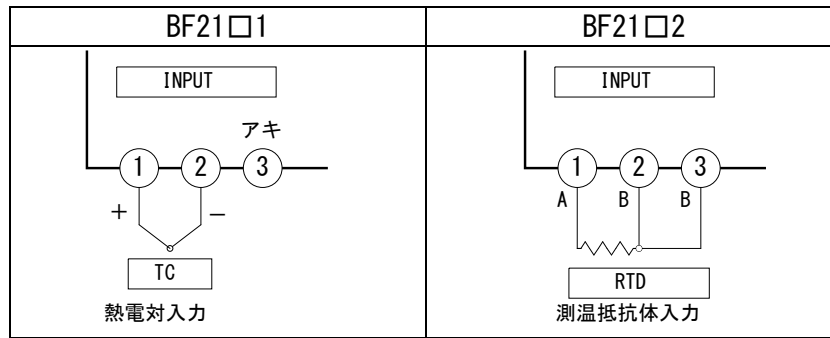 BF21□1
BF21□2
INPUT
アキ
1 2 3
+ −
TC
熱電対入力
INPUT
1 2 3
A B B
RTD
測温抵抗体入力